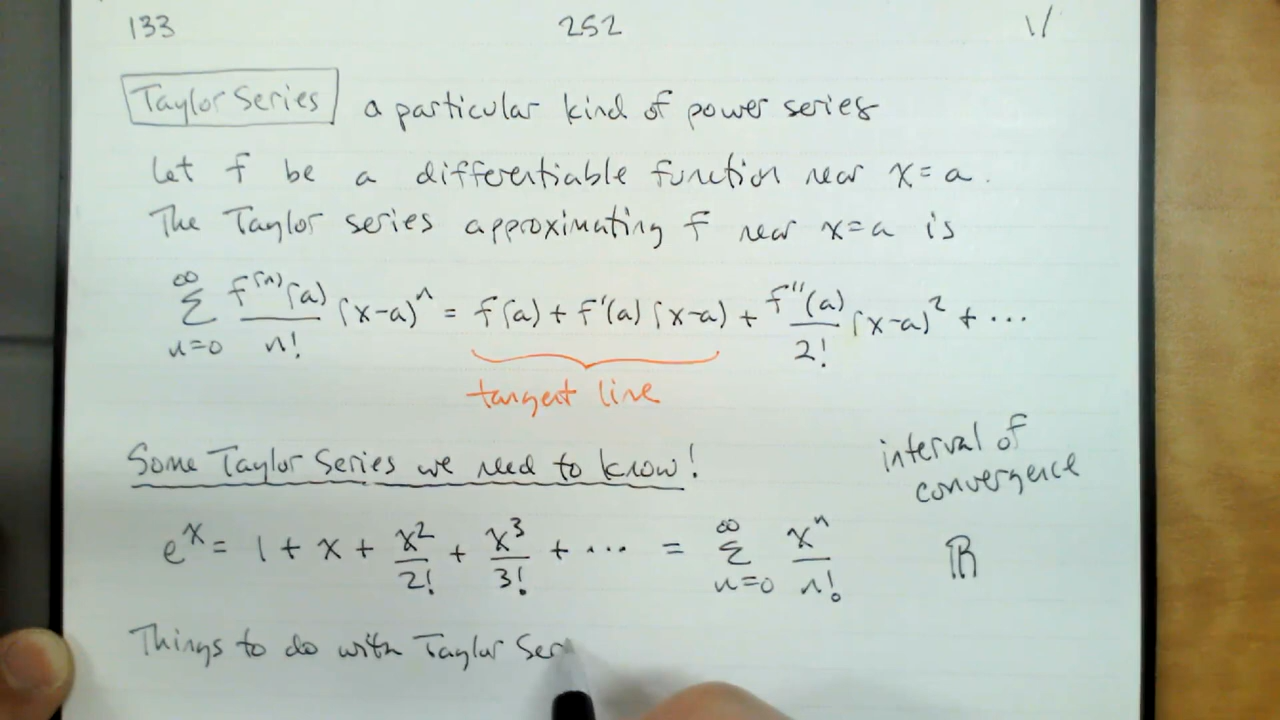 133 252 1/
Taylor Series a particular kind of power series
Let f be a differentiable function near x = a.
The Taylor series approximating f near x = a is
∞ ∑ n=0 f⁽ⁿ⁾(a)/n! (x-a)ⁿ = f(a) + f'(a)(x-a) + f''(a)/2! (x-a)² + ...
tangent line
Some Taylor Series we need to know!
interval of
convergence
eˣ = 1 + x + x²/2! + x³/3! + ... = ∞ ∑ n=0 xⁿ/n! ℝ
Things to do with Taylor Ser